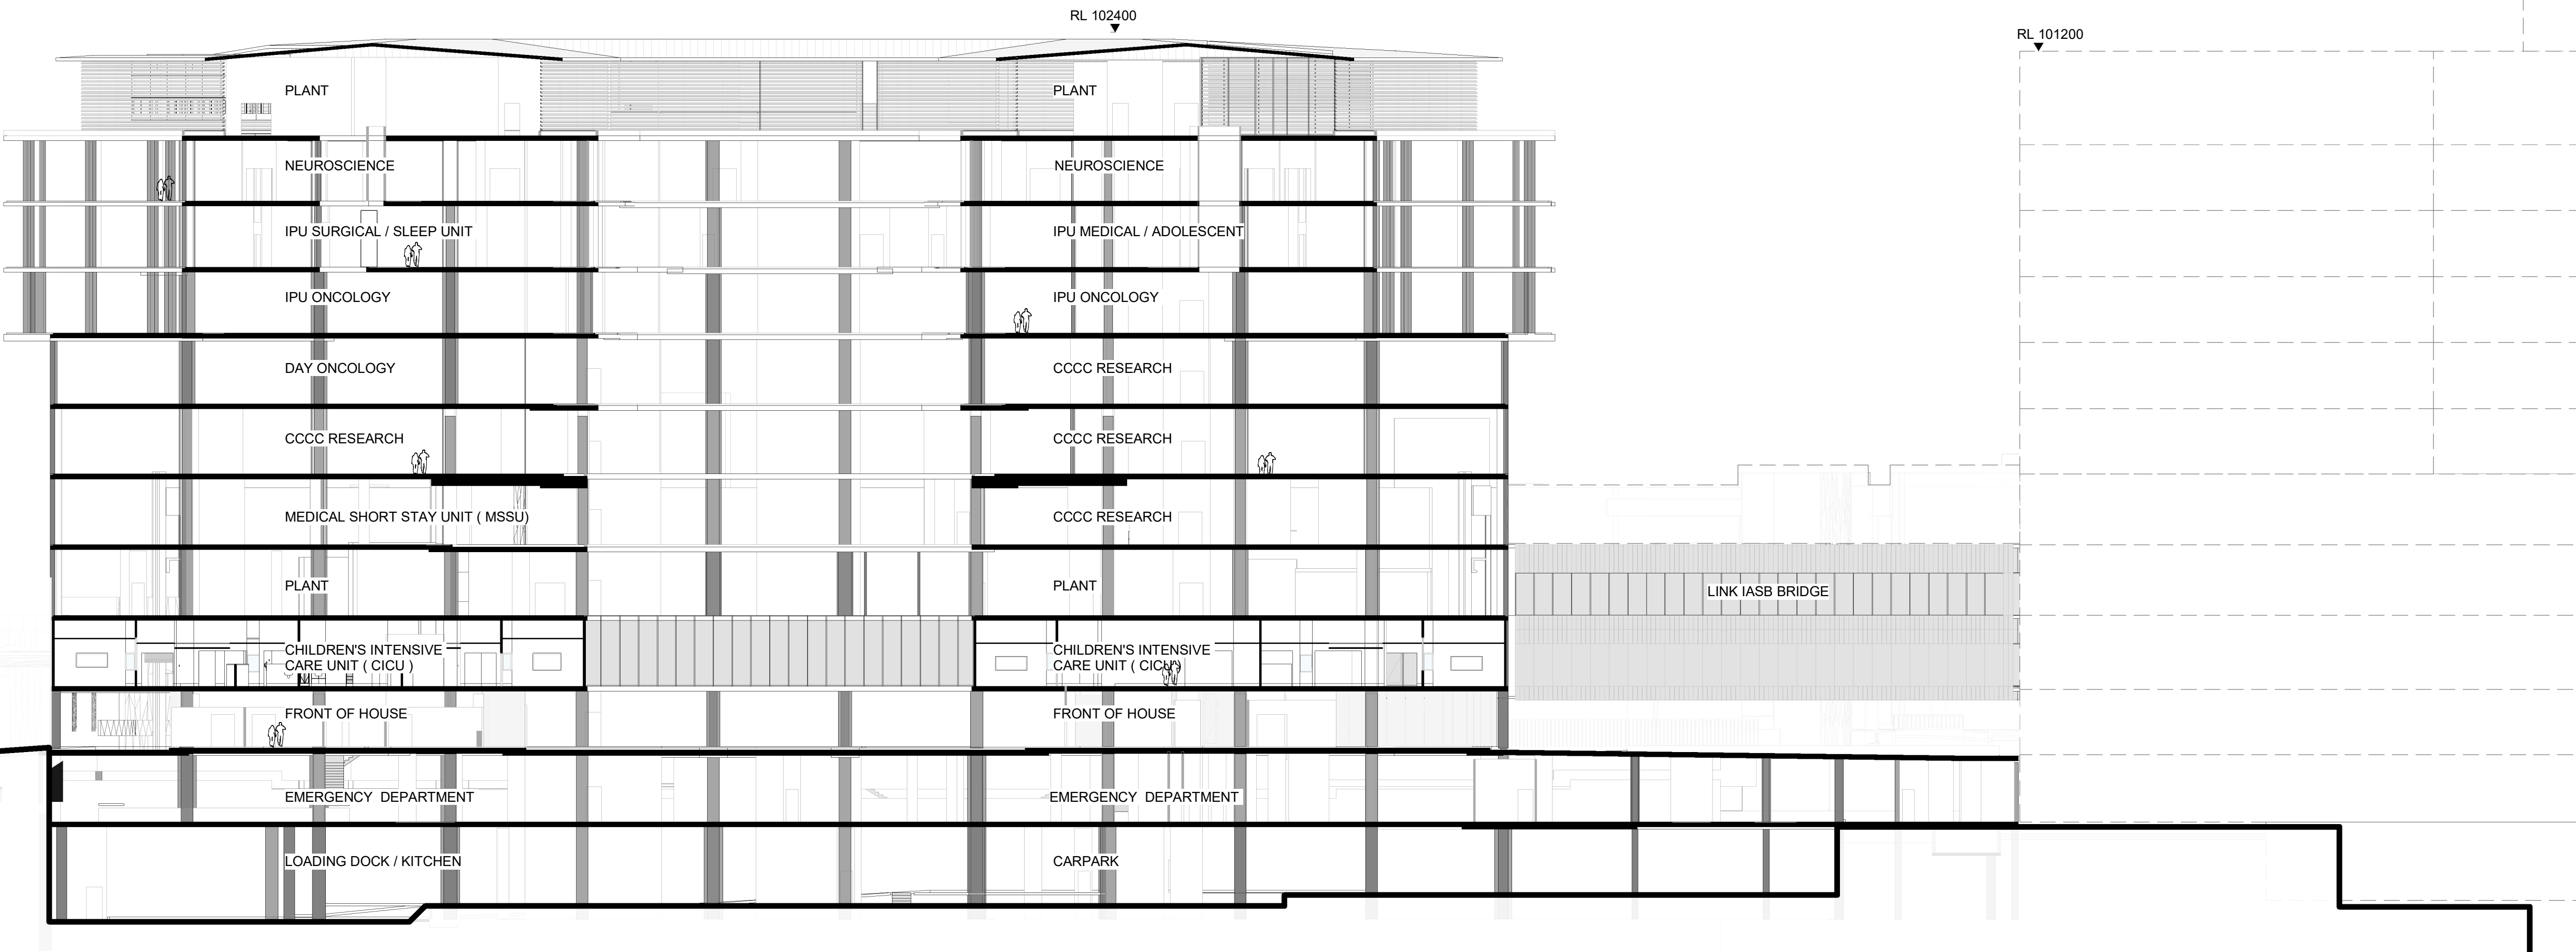 RL 102400
RL 101200
PLANT
PLANT
NEUROSCIENCE
NEUROSCIENCE
IPU SURGICAL / SLEEP UNIT
IPU MEDICAL / ADOLESCENT
IPU ONCOLOGY
IPU ONCOLOGY
DAY ONCOLOGY
CCCC RESEARCH
CCCC RESEARCH
CCCC RESEARCH
MEDICAL SHORT STAY UNIT ( MSSU)
CCCC RESEARCH
PLANT
PLANT
LINK IASB BRIDGE
CHILDREN'S INTENSIVE
CARE UNIT ( CICU )
CHILDREN'S INTENSIVE
CARE UNIT ( CICU )
FRONT OF HOUSE
FRONT OF HOUSE
EMERGENCY DEPARTMENT
EMERGENCY DEPARTMENT
LOADING DOCK / KITCHEN
CARPARK